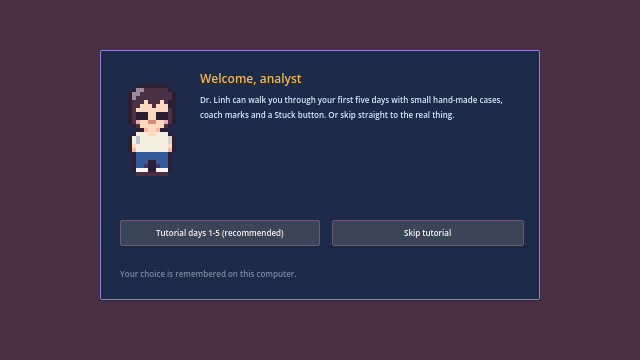 Welcome, analyst
Dr. Linh can walk you through your first five days with small hand-made cases,
coach marks and a Stuck button. Or skip straight to the real thing.
Tutorial days 1-5 (recommended)
Skip tutorial
Your choice is remembered on this computer.